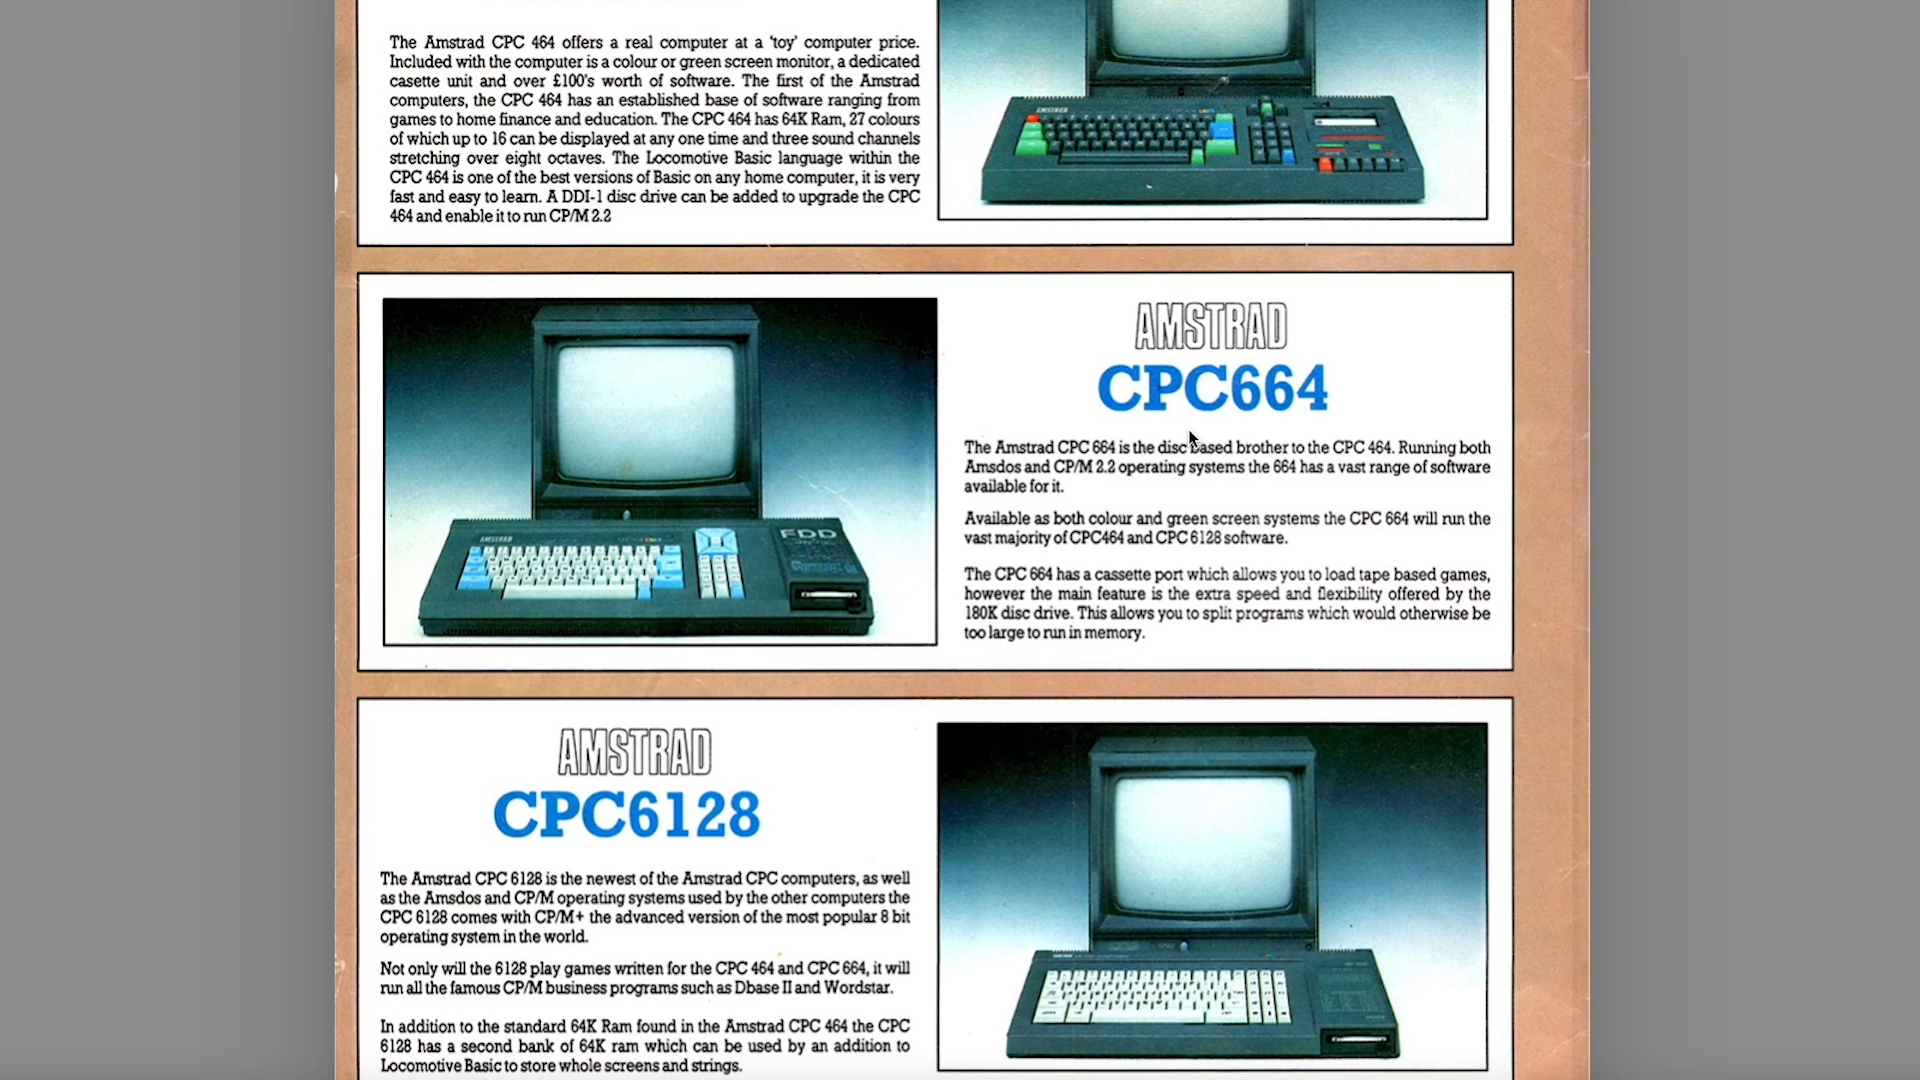 The Amstrad CPC 464 offers a real computer at a 'toy' computer price.
Included with the computer is a colour or green screen monitor, a dedicated
casette unit and over £100's worth of software. The first of the Amstrad
computers, the CPC 464 has an established base of software ranging from
games to home finance and education. The CPC 464 has 64K Ram, 27 colours
of which up to 16 can be displayed at any one time and three sound channels
stretching over eight octaves. The Locomotive Basic language within the
CPC 464 is one of the best versions of Basic on any home computer, it is very
fast and easy to learn. A DDI-1 disc drive can be added to upgrade the CPC
464 and enable it to run CP/M 2.2
AMSTRAD
AMSTRAD
FDD
AMSTRAD
CPC664
The Amstrad CPC 664 is the disc based brother to the CPC 464. Running both
Amsdos and CP/M 2.2 operating systems the 664 has a vast range of software
available for it.
Available as both colour and green screen systems the CPC 664 will run the
vast majority of CPC464 and CPC 6128 software.
The CPC 664 has a cassette port which allows you to load tape based games,
however the main feature is the extra speed and flexibility offered by the
180K disc drive. This allows you to split programs which would otherwise be
too large to run in memory.
AMSTRAD
CPC6128
The Amstrad CPC 6128 is the newest of the Amstrad CPC computers, as well
as the Amsdos and CP/M operating systems used by the other computers the
CPC 6128 comes with CP/M+ the advanced version of the most popular 8 bit
operating system in the world.
Not only will the 6128 play games written for the CPC 464 and CPC 664, it will
run all the famous CP/M business programs such as Dbase II and Wordstar.
In addition to the standard 64K Ram found in the Amstrad CPC 464 the CPC
6128 has a second bank of 64K ram which can be used by an addition to
Locomotive Basic to store whole screens and strings.